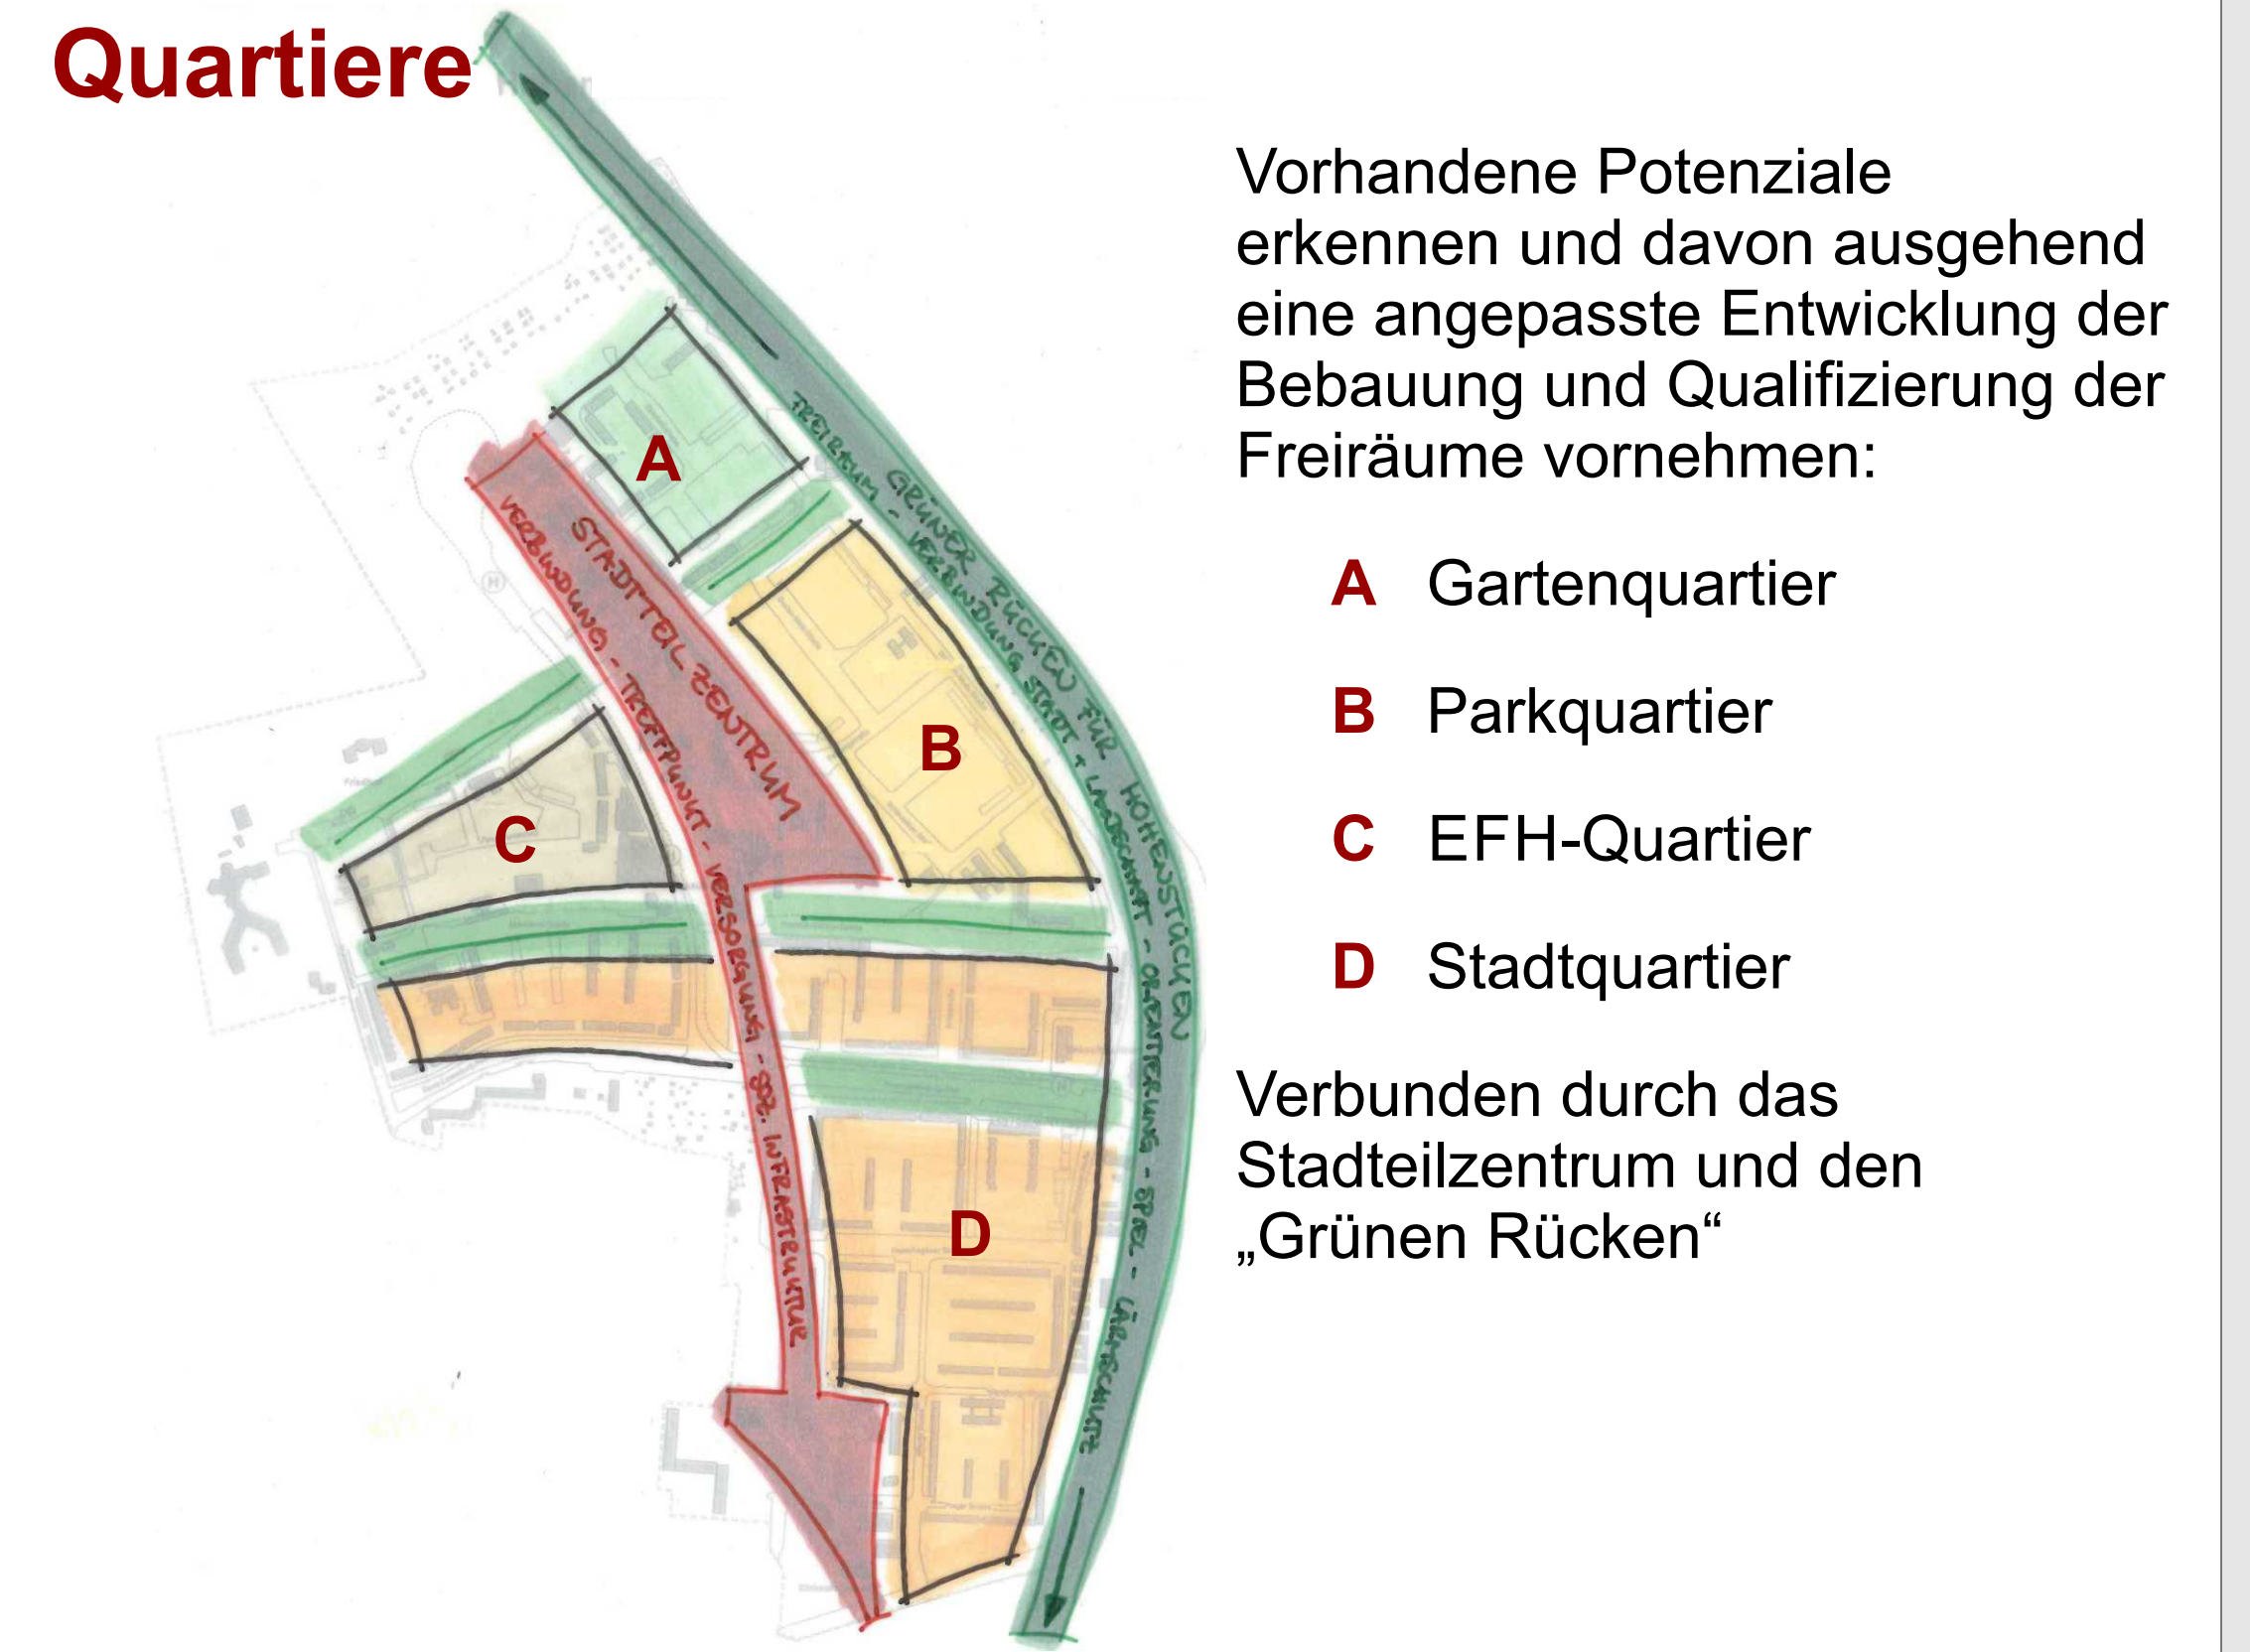 Quartiere
Vorhandene Potenziale
erkennen und davon ausgehend
eine angepasste Entwicklung der
Bebauung und Qualifizierung der
Freiräume vornehmen:
A Gartenquartier
B Parkquartier
C EFH-Quartier
D Stadtquartier
Verbunden durch das
Stadteilzentrum und den
„Grünen Rücken“
A
B
C
D
STADTTEIL ZENTRUM
VERBINDUNG - TREFFPUNKT - VERSORGUNG - SOZ. INFRASTRUKTUR
GRÜNER RÜCKEN FÜR HOHENSTÜCKEN
FREIRAUM - VERBINDUNG STADT + LANDSCHAFT - ORIENTIERUNG - SPIEL - LÄRMSCHUTZ
H
H